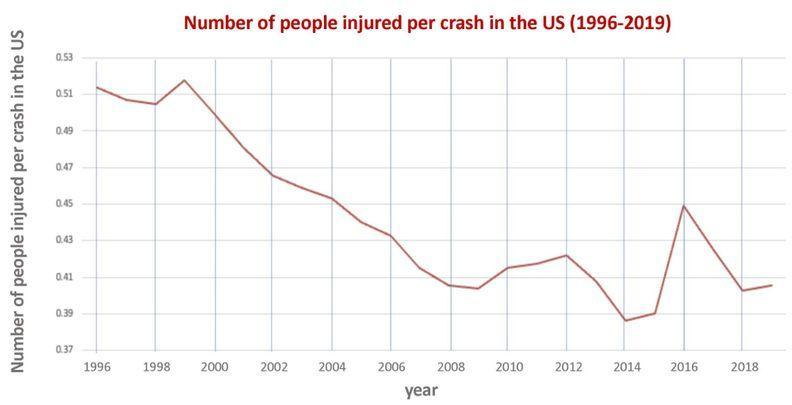 Number of people injured per crash in the US (1996-2019)
Number of people injured per crash in the US
0.53
0.51
0.49
0.47
0.45
0.43
0.41
0.39
0.37
1996 1998 2000 2002 2004 2006 2008 2010 2012 2014 2016 2018
year